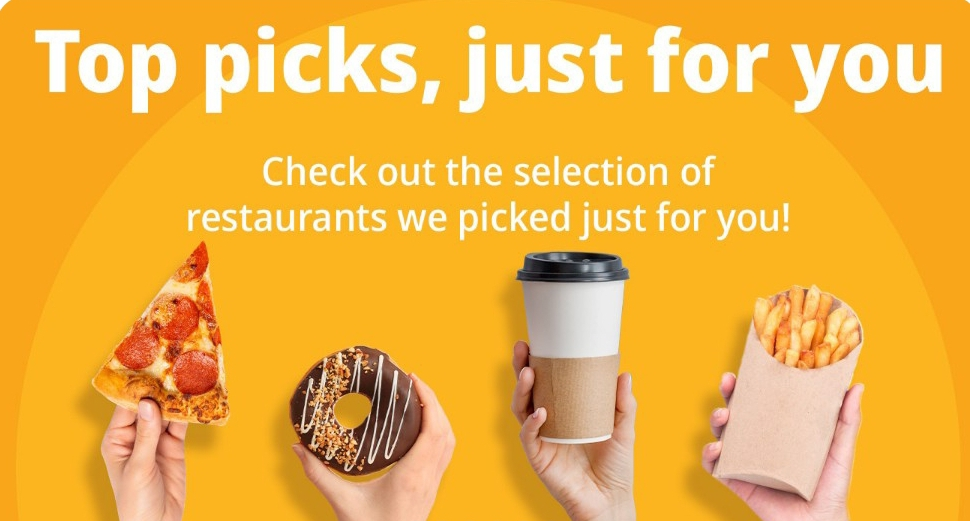 Top picks, just for you
Check out the selection of
restaurants we picked just for you!